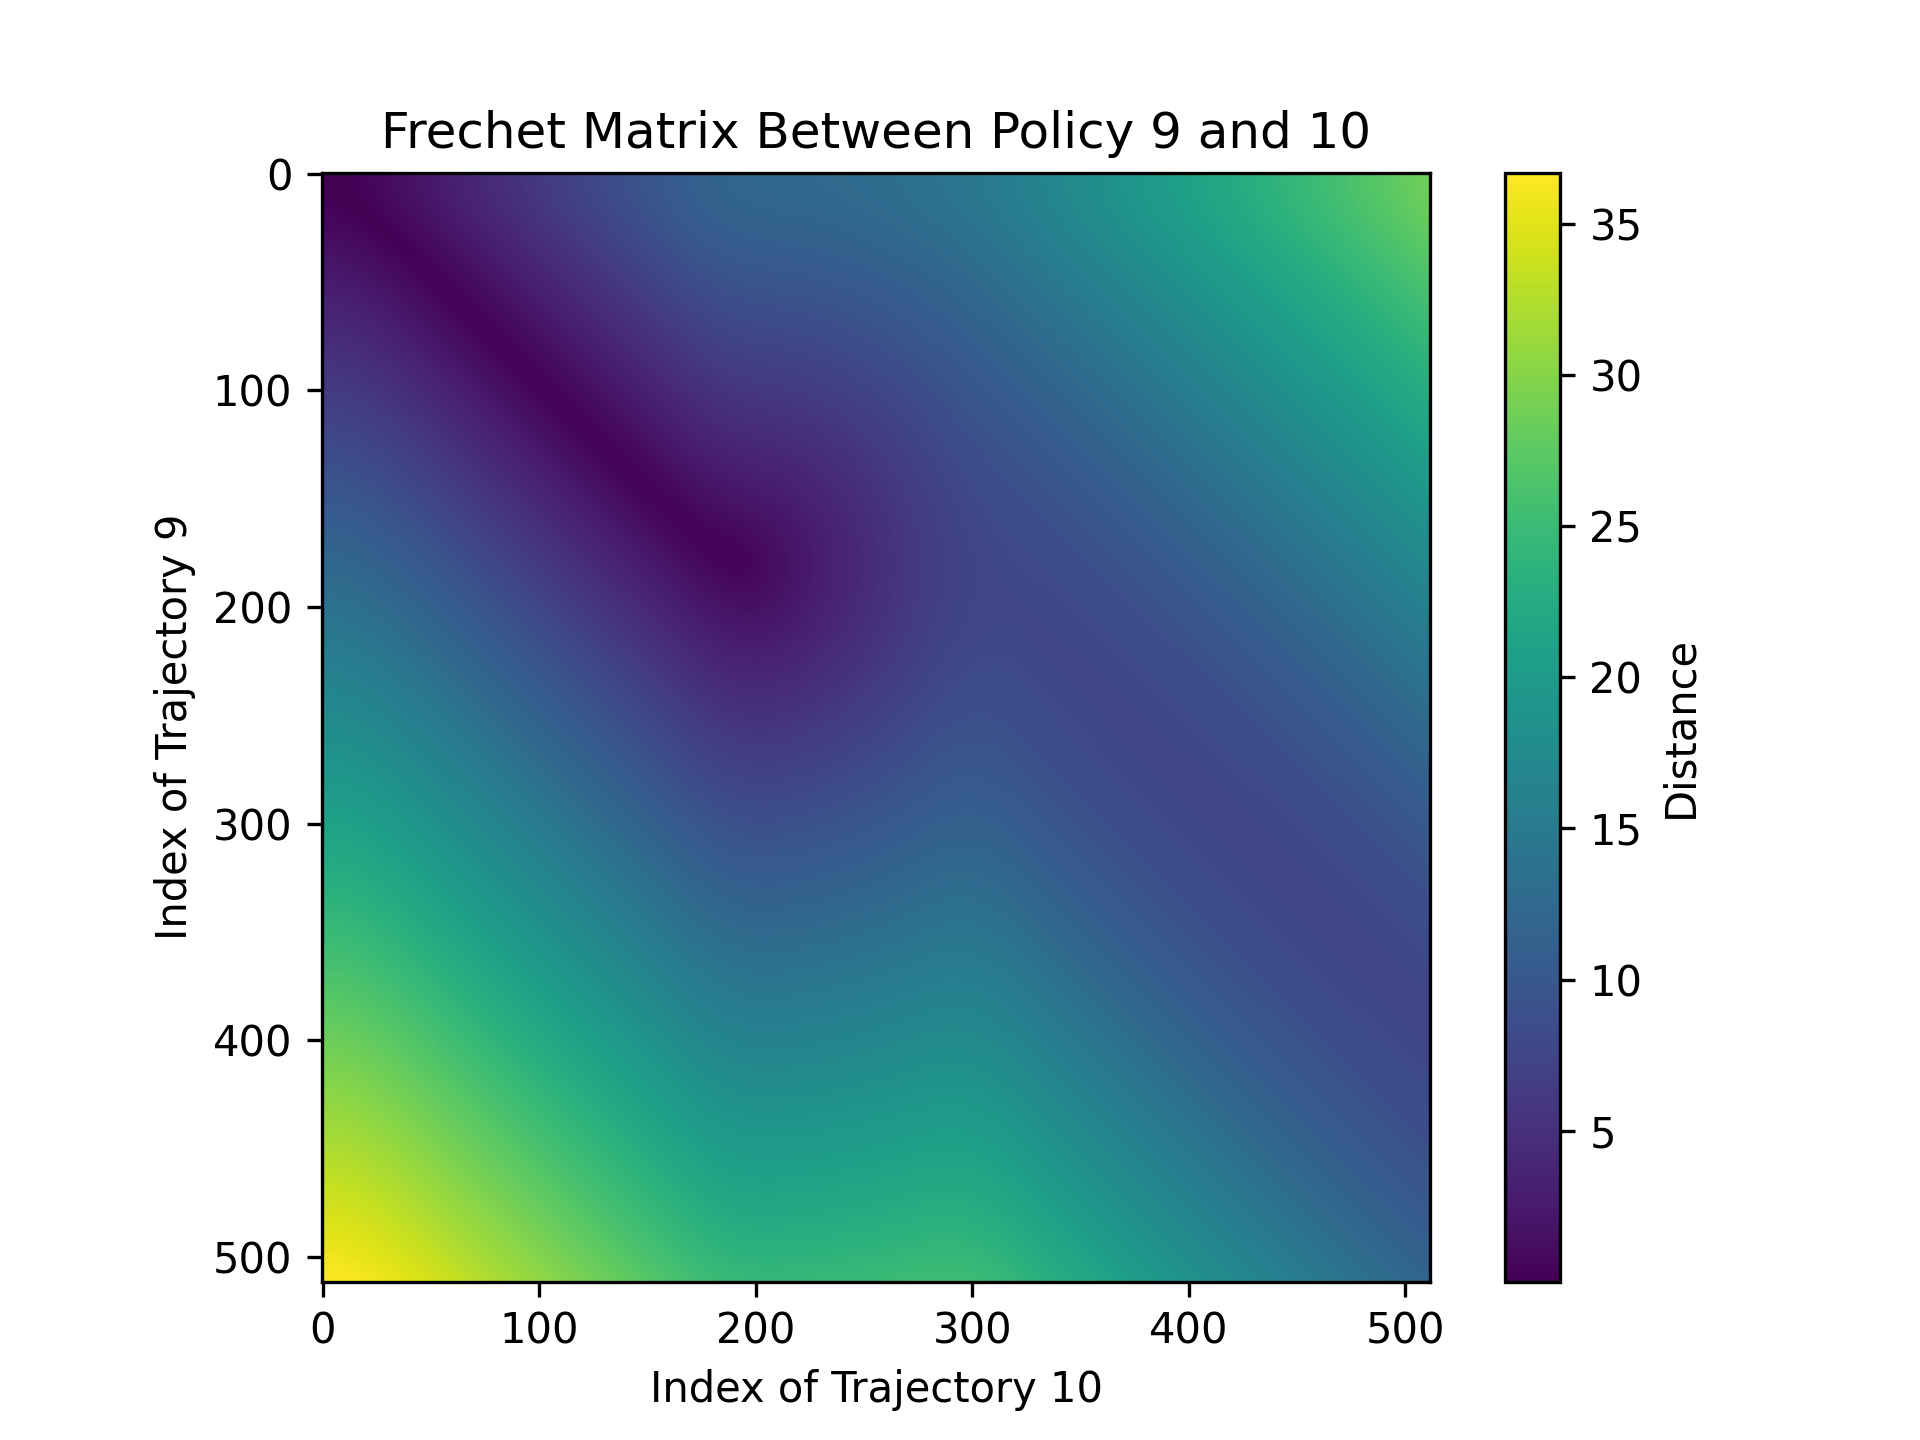 Frechet Matrix Between Policy 9 and 10
0
100
200
300
400
500
Index of Trajectory 9
0 100 200 300 400 500
Index of Trajectory 10
35
30
25
20
15
10
5
Distance